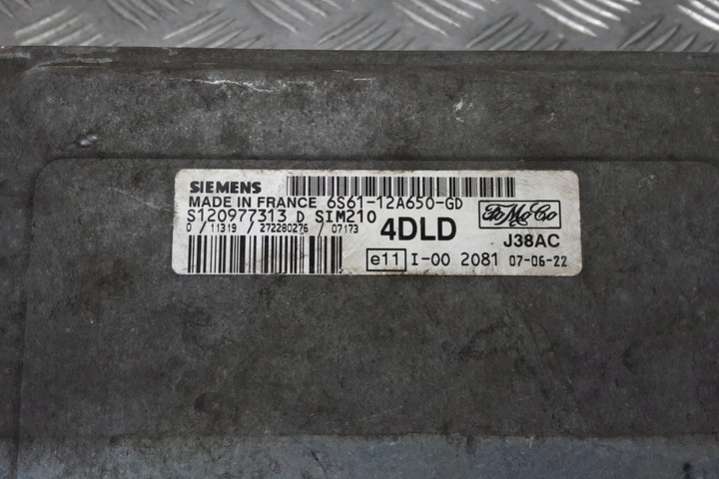 SIEMENS
MADE IN FRANCE 6S61-12A650-GD
S120977313 D SIM210
0 / 11319 / 272280276 / 07173
4DLD
FoMoCo
J38AC
e11 I-00 2081 07-06-22